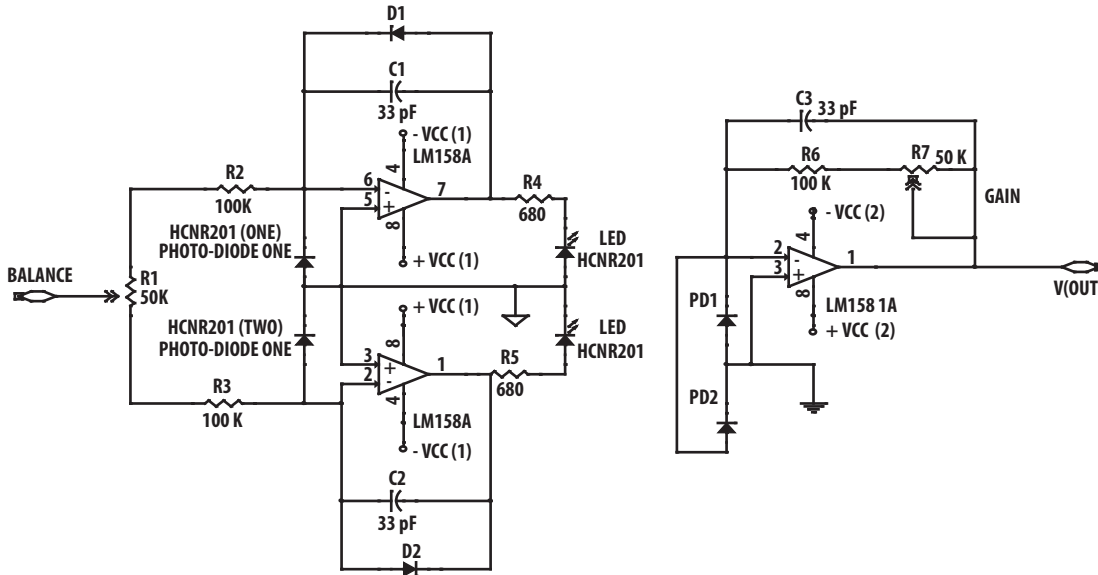 D1
C1
33 pF
- VCC (1)
LM158A
4
R2
100K
6
-
5
+
7
8
R4
680
HCNR201 (ONE)
PHOTO-DIODE ONE
+ VCC (1)
LED
HCNR201
BALANCE
R1
50K
+ VCC (1)
HCNR201 (TWO)
PHOTO-DIODE ONE
LED
HCNR201
8
3
+
2
-
1
4
R5
680
R3
100 K
LM158A
- VCC (1)
C2
33 pF
D2
C3
33 pF
R6
100 K
R7
50 K
GAIN
- VCC (2)
4
2
-
3
+
1
8
V(OUT
PD1
LM158 1A
+ VCC (2)
PD2